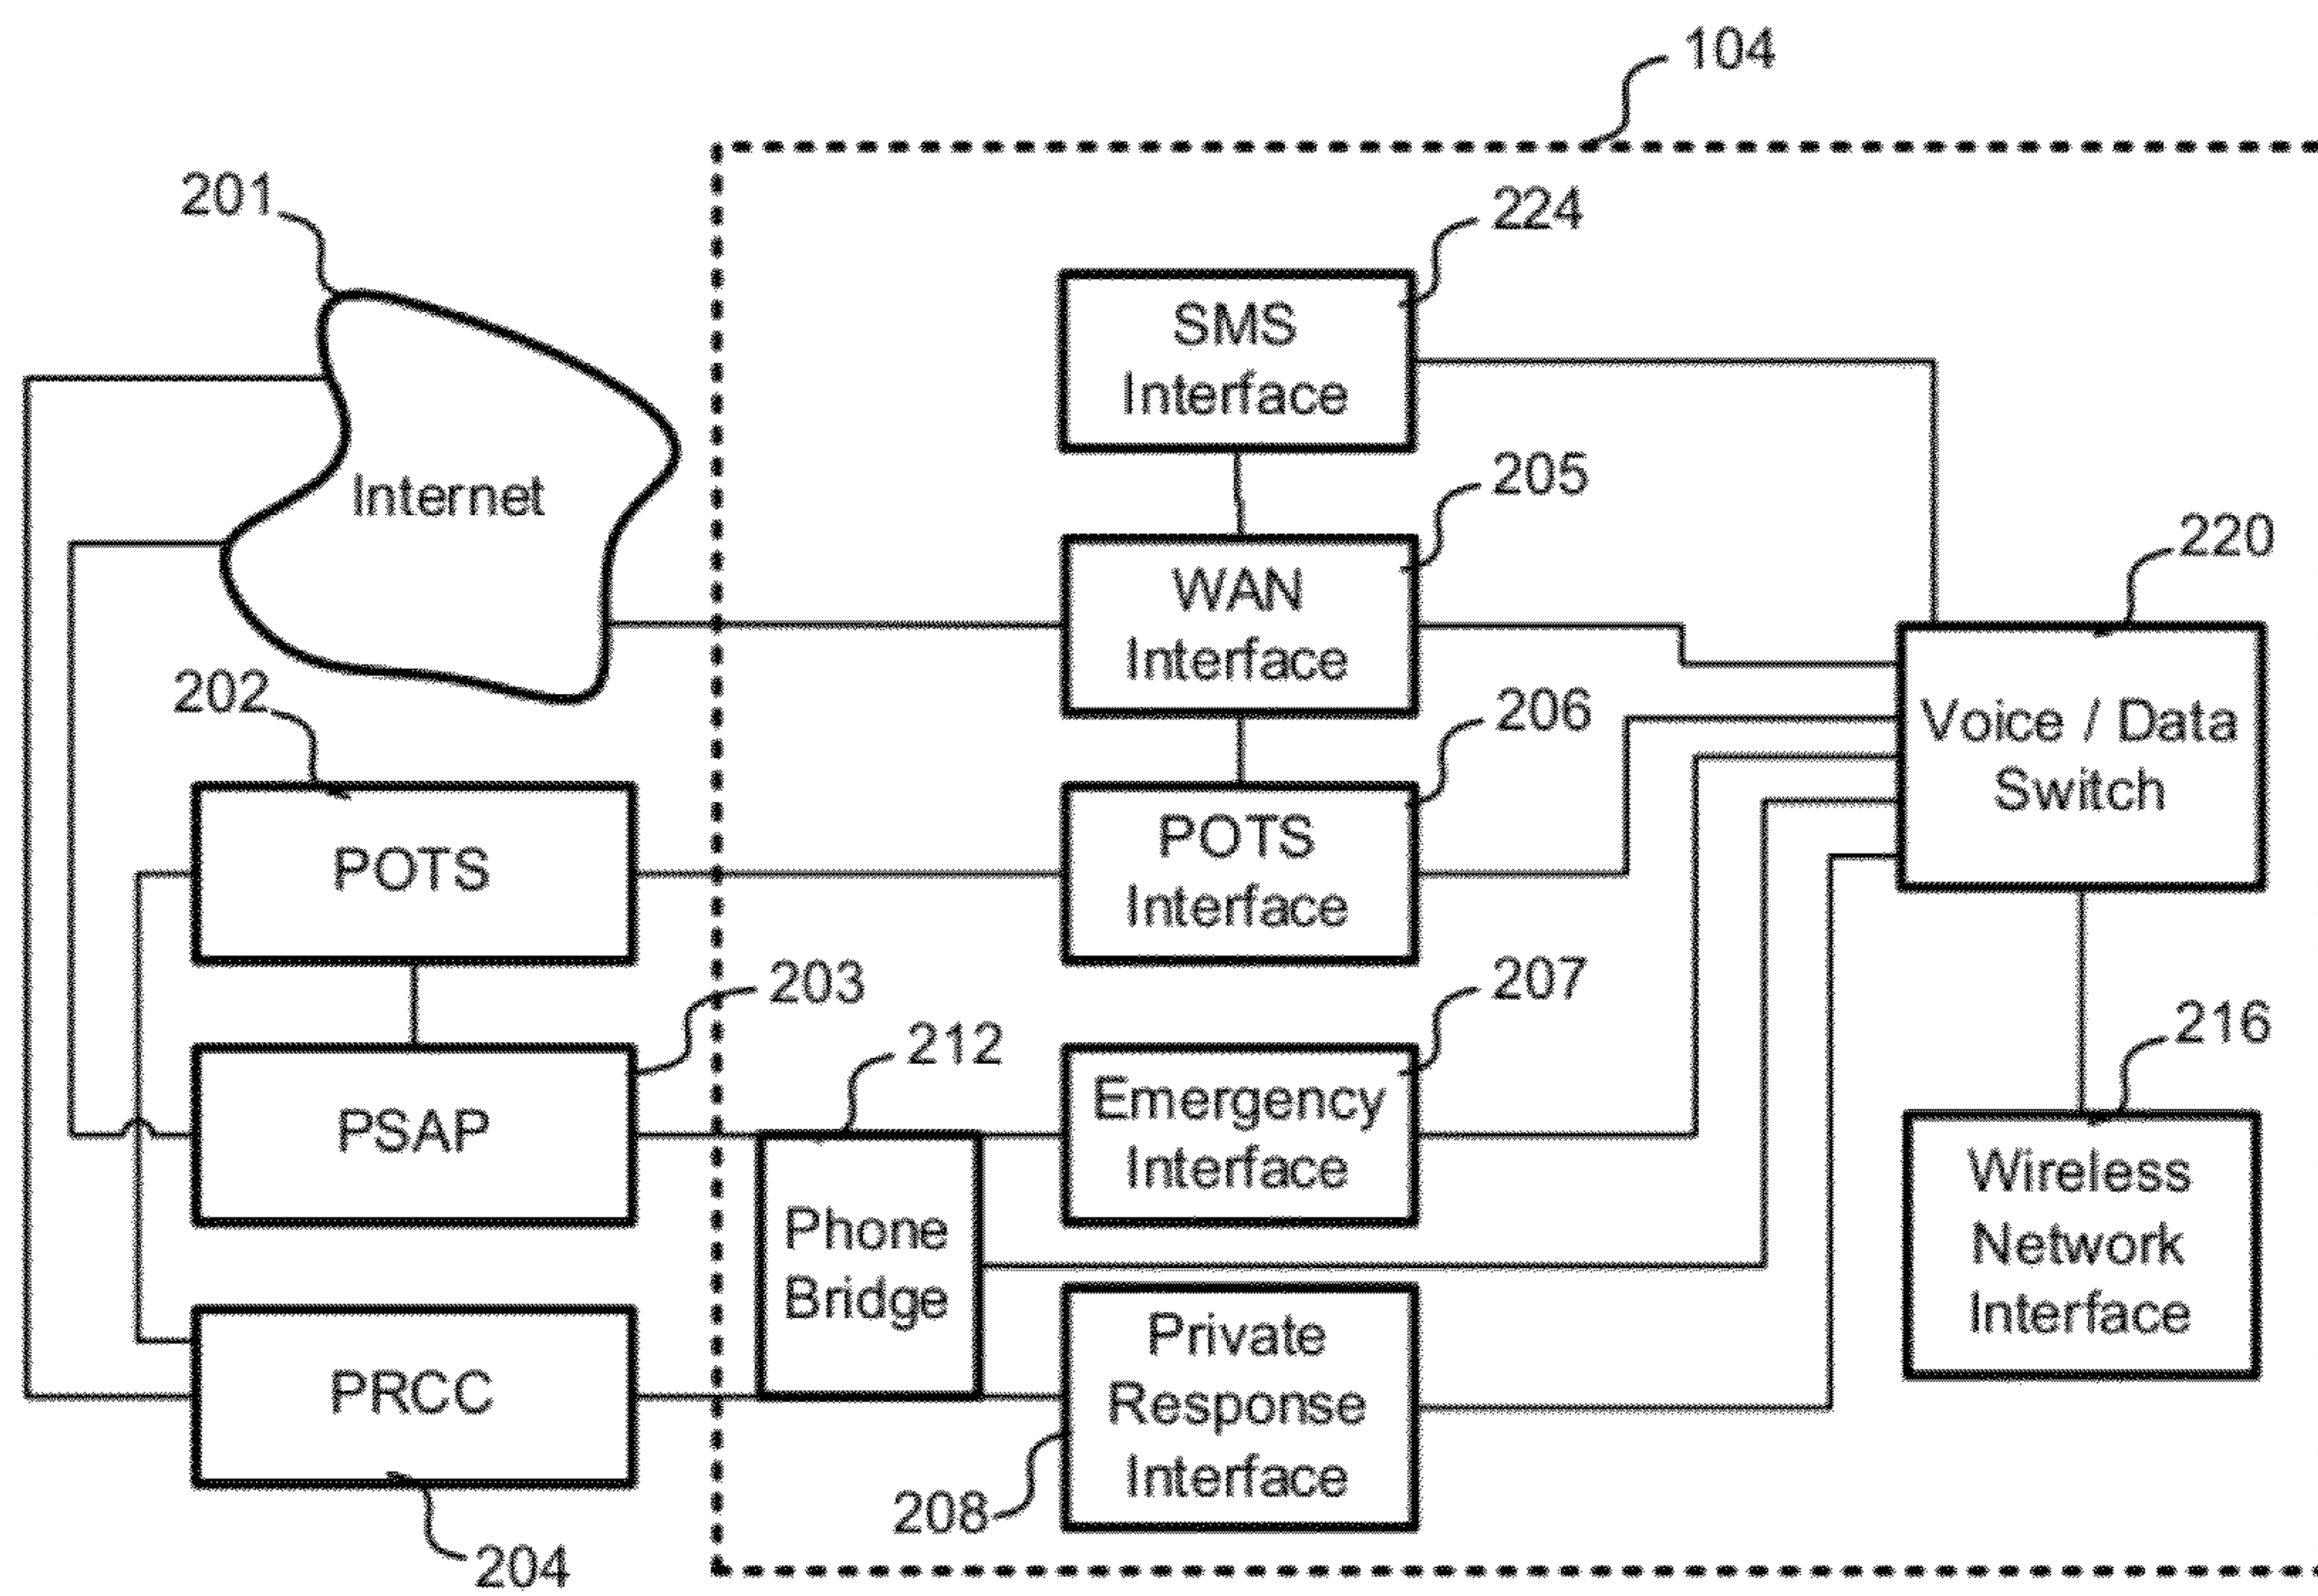 104
201
224
SMS
Interface
205
Internet
WAN
Interface
220
202
206
Voice / Data
Switch
POTS
POTS
Interface
203
207
212
216
PSAP
Emergency
Interface
Wireless
Network
Interface
Phone
Bridge
PRCC
Private
Response
Interface
208
204